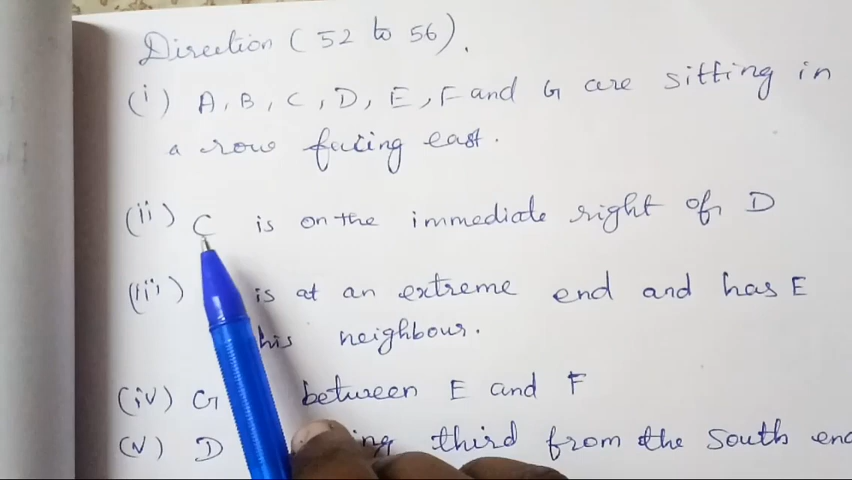 Direction (52 to 56).
(i) A, B, C, D, E, F and G are sitting in
a row facing east.
(ii) C is on the immediate right of D
(iii) is at an extreme end and has E
his neighbour.
(iv) G between E and F
(v) D third from the South end